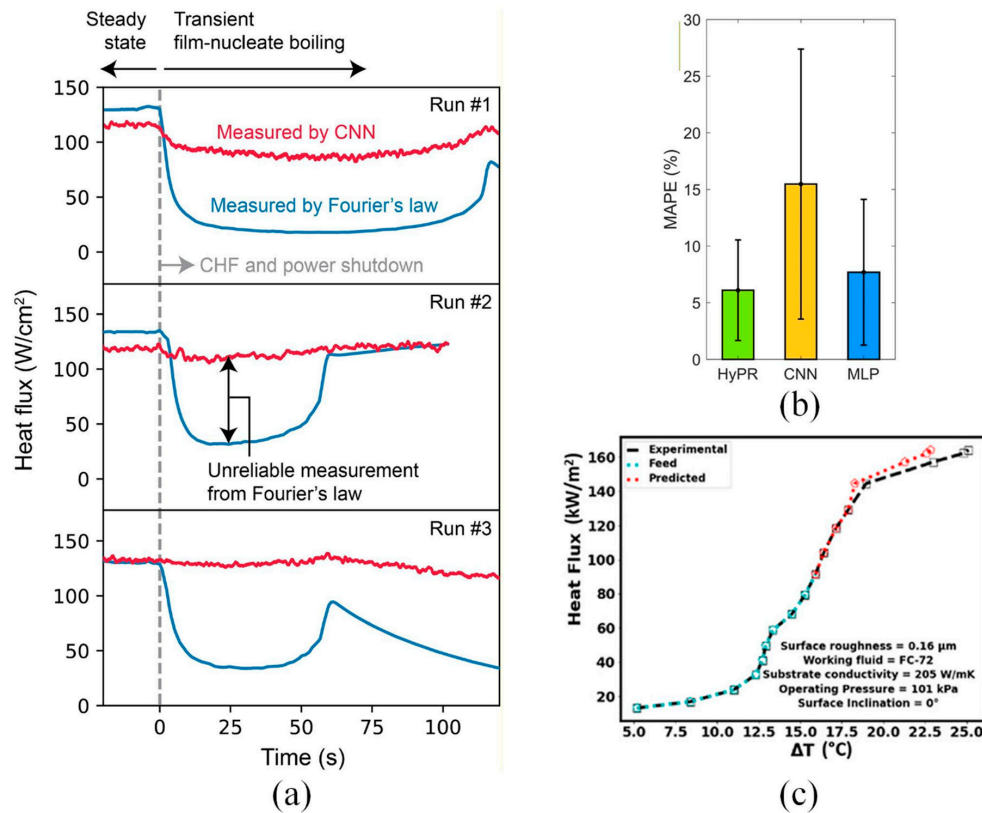 Steady
state
Transient
film-nucleate boiling
Heat flux (W/cm²)
150
100
50
0
Run #1
Measured by CNN
Measured by Fourier's law
CHF and power shutdown
150
100
50
0
Run #2
Unreliable measurement
from Fourier's law
150
100
50
0
Run #3
0 25 50 75 100
Time (s)
(a)
MAPE (%)
30
25
20
15
10
5
0
HyPR CNN MLP
(b)
Heat Flux (kW/m²)
160
140
120
100
80
60
40
20
Experimental
Feed
Predicted
Surface roughness = 0.16 μm
Working fluid = FC-72
Substrate conductivity = 205 W/mK
Operating Pressure = 101 kPa
Surface Inclination = 0°
5.0 7.5 10.0 12.5 15.0 17.5 20.0 22.5 25.0
ΔT (°C)
(c)